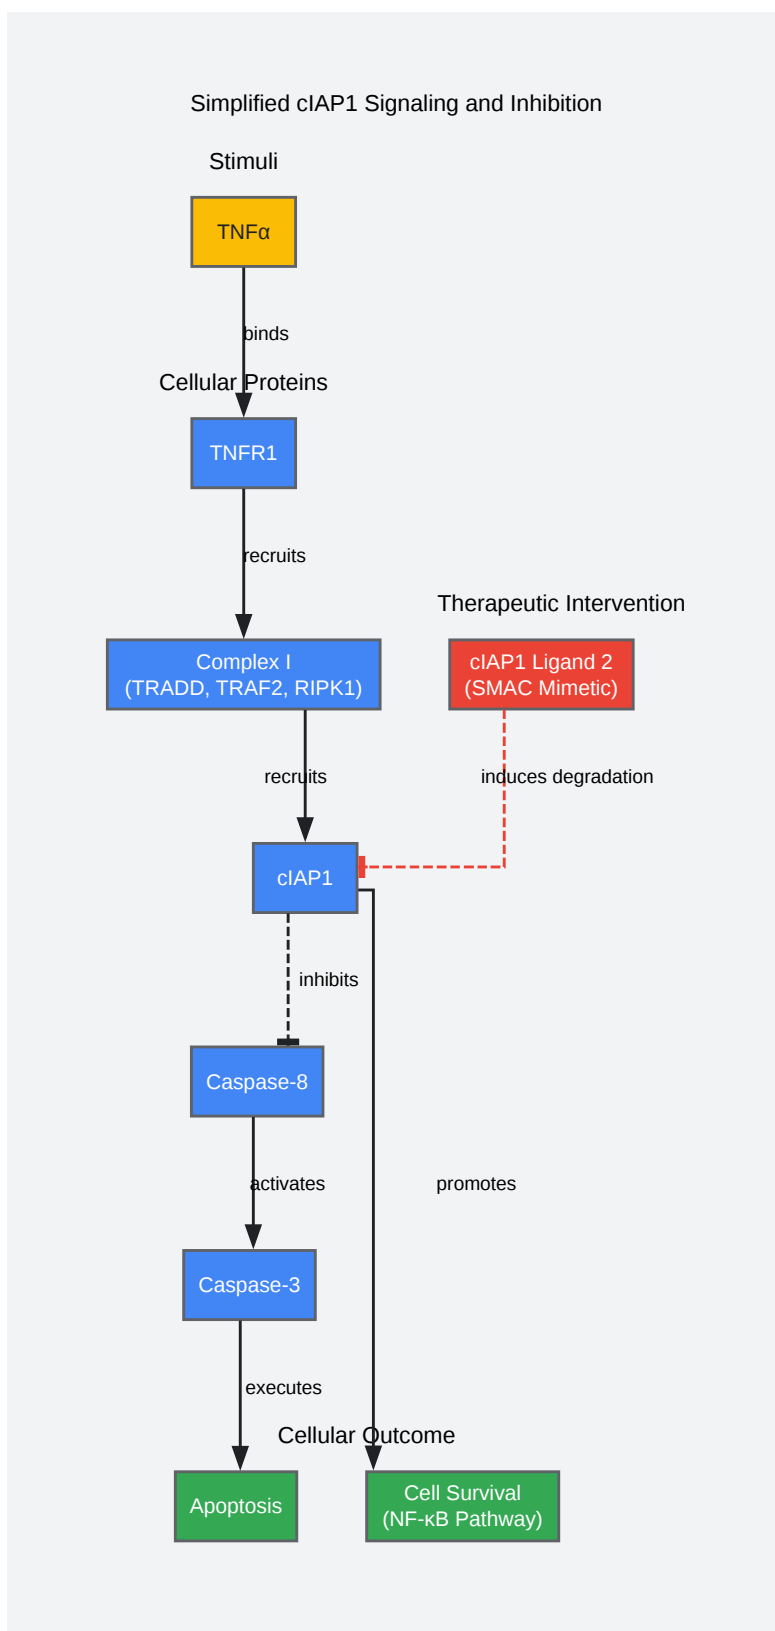 Simplified cIAP1 Signaling and Inhibition
Stimuli
TNFα
binds
Cellular Proteins
TNFR1
recruits
Therapeutic Intervention
Complex I
(TRADD, TRAF2, RIPK1)
cIAP1 Ligand 2
(SMAC Mimetic)
recruits
induces degradation
cIAP1
inhibits
Caspase-8
activates
promotes
Caspase-3
executes
Cellular Outcome
Apoptosis
Cell Survival
(NF-κB Pathway)